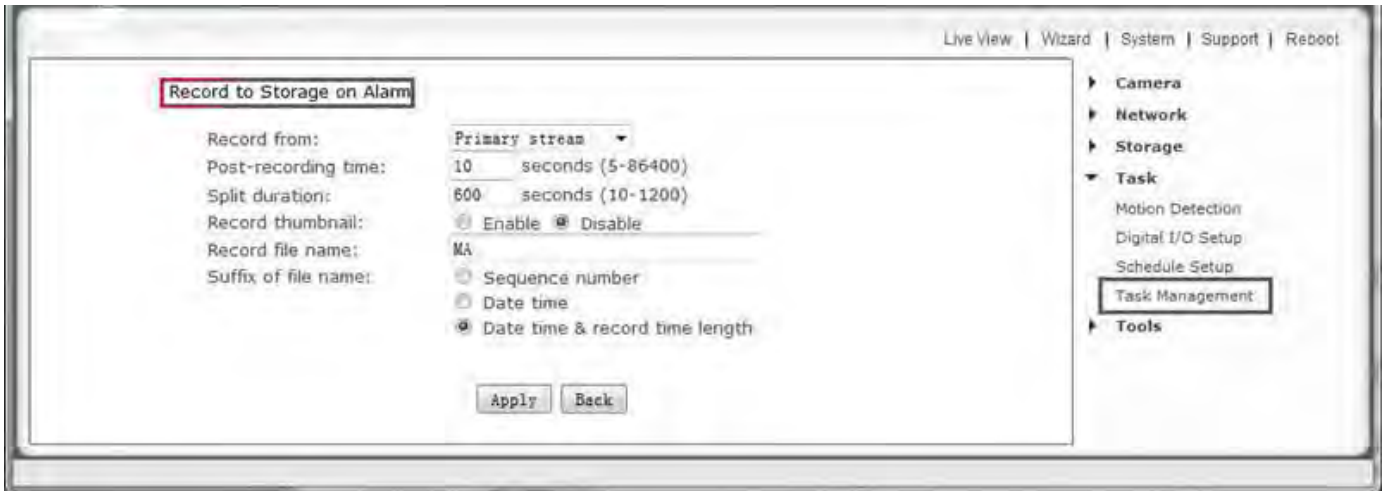 Live View | Wizard | System | Support | Reboot
Record to Storage on Alarm
Record from: Primary stream
Post-recording time: 10 seconds (5-86400)
Split duration: 600 seconds (10-1200)
Record thumbnail: Enable Disable
Record file name: MA
Suffix of file name: Sequence number
Date time
Date time & record time length
Apply Back
Camera
Network
Storage
Task
Motion Detection
Digital I/O Setup
Schedule Setup
Task Management
Tools